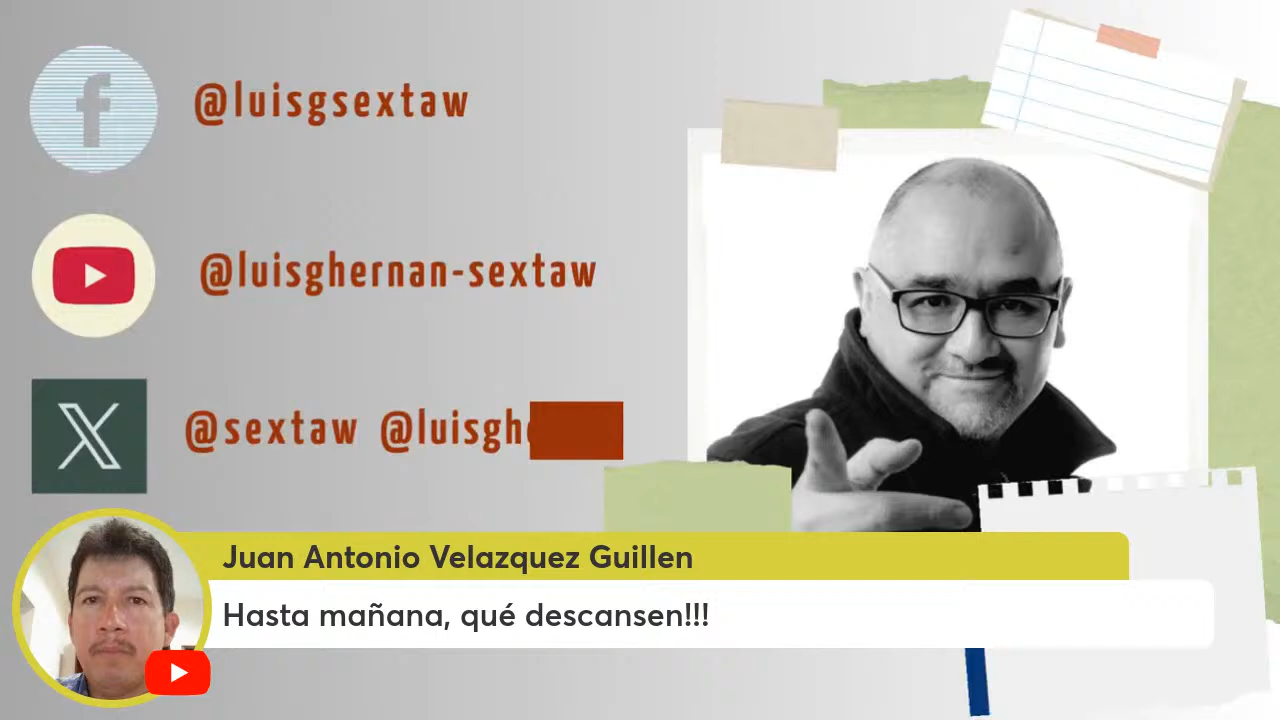 @luisgsextaw
@luisghernan-sextaw
@sextaw @luisgh
Juan Antonio Velazquez Guillen
Hasta mañana, qué descansen!!!